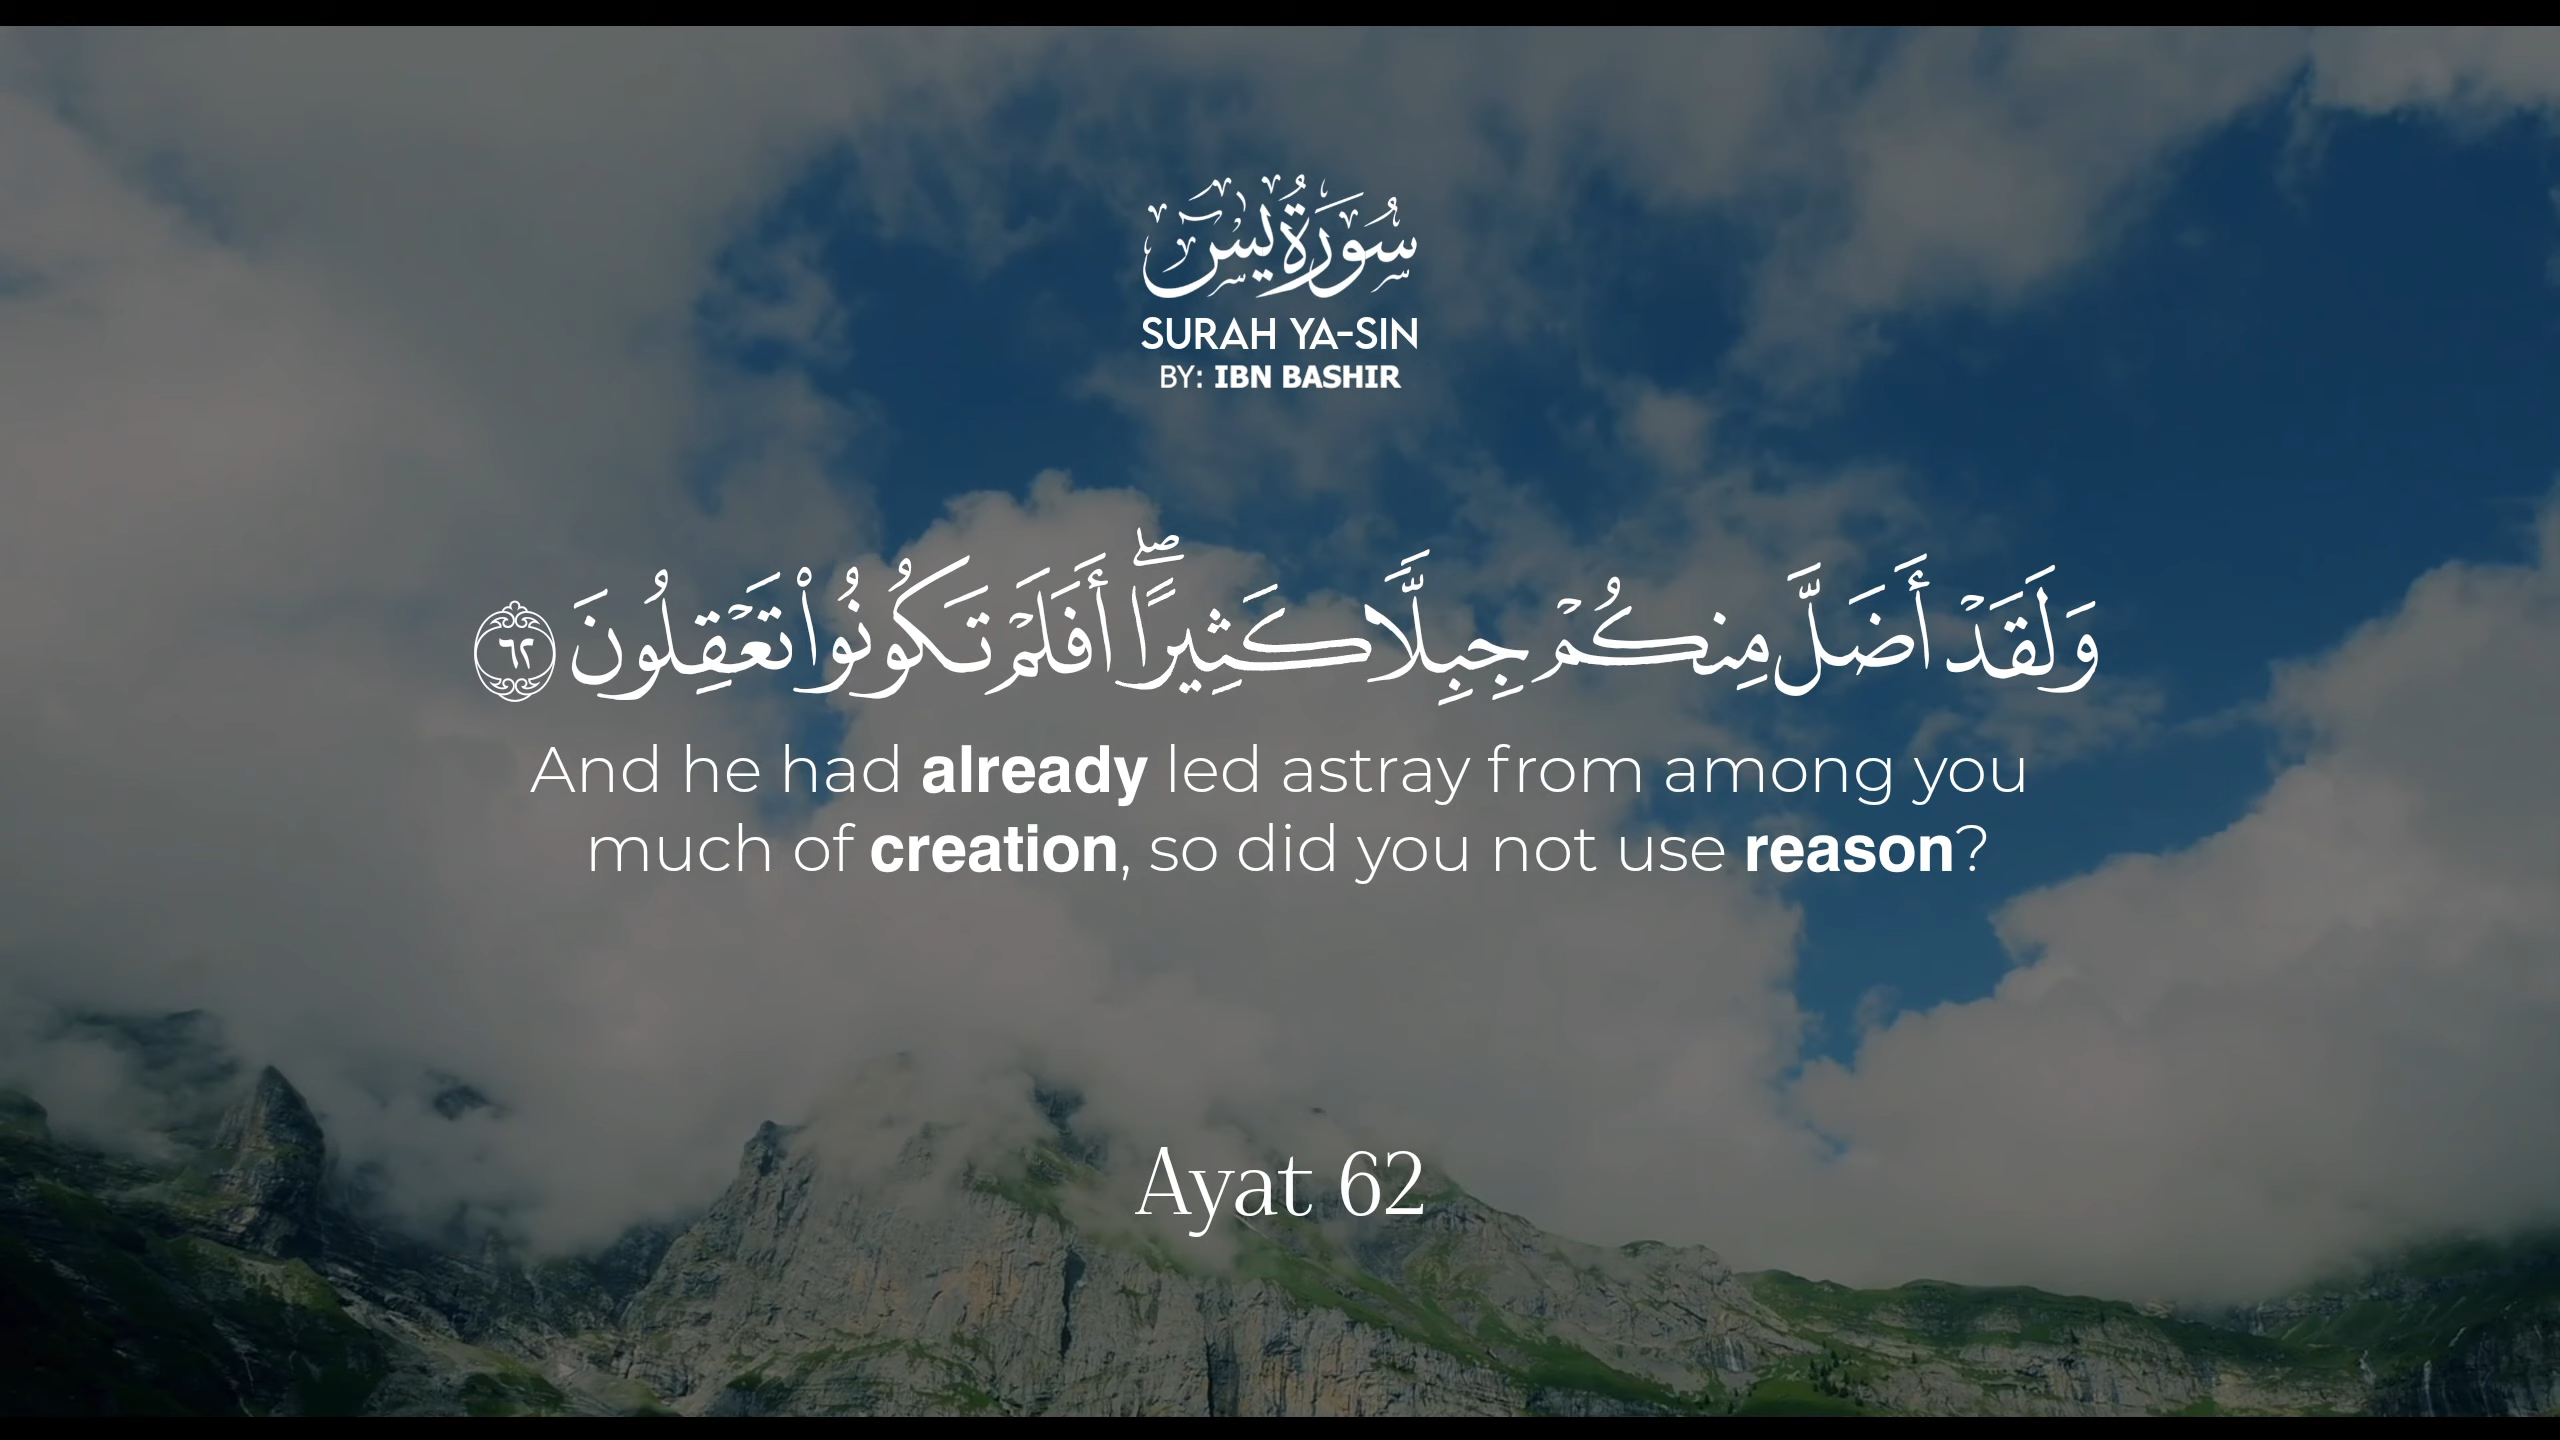 سُورَةُ يسٓ
SURAH YA-SIN
BY: IBN BASHIR
وَلَقَدْ أَضَلَّ مِنكُمْ جِبِلًّا كَثِيرًا ۖ أَفَلَمْ تَكُونُوا۟ تَعْقِلُونَ ٦٢
And he had already led astray from among you
much of creation, so did you not use reason?
Ayat 62